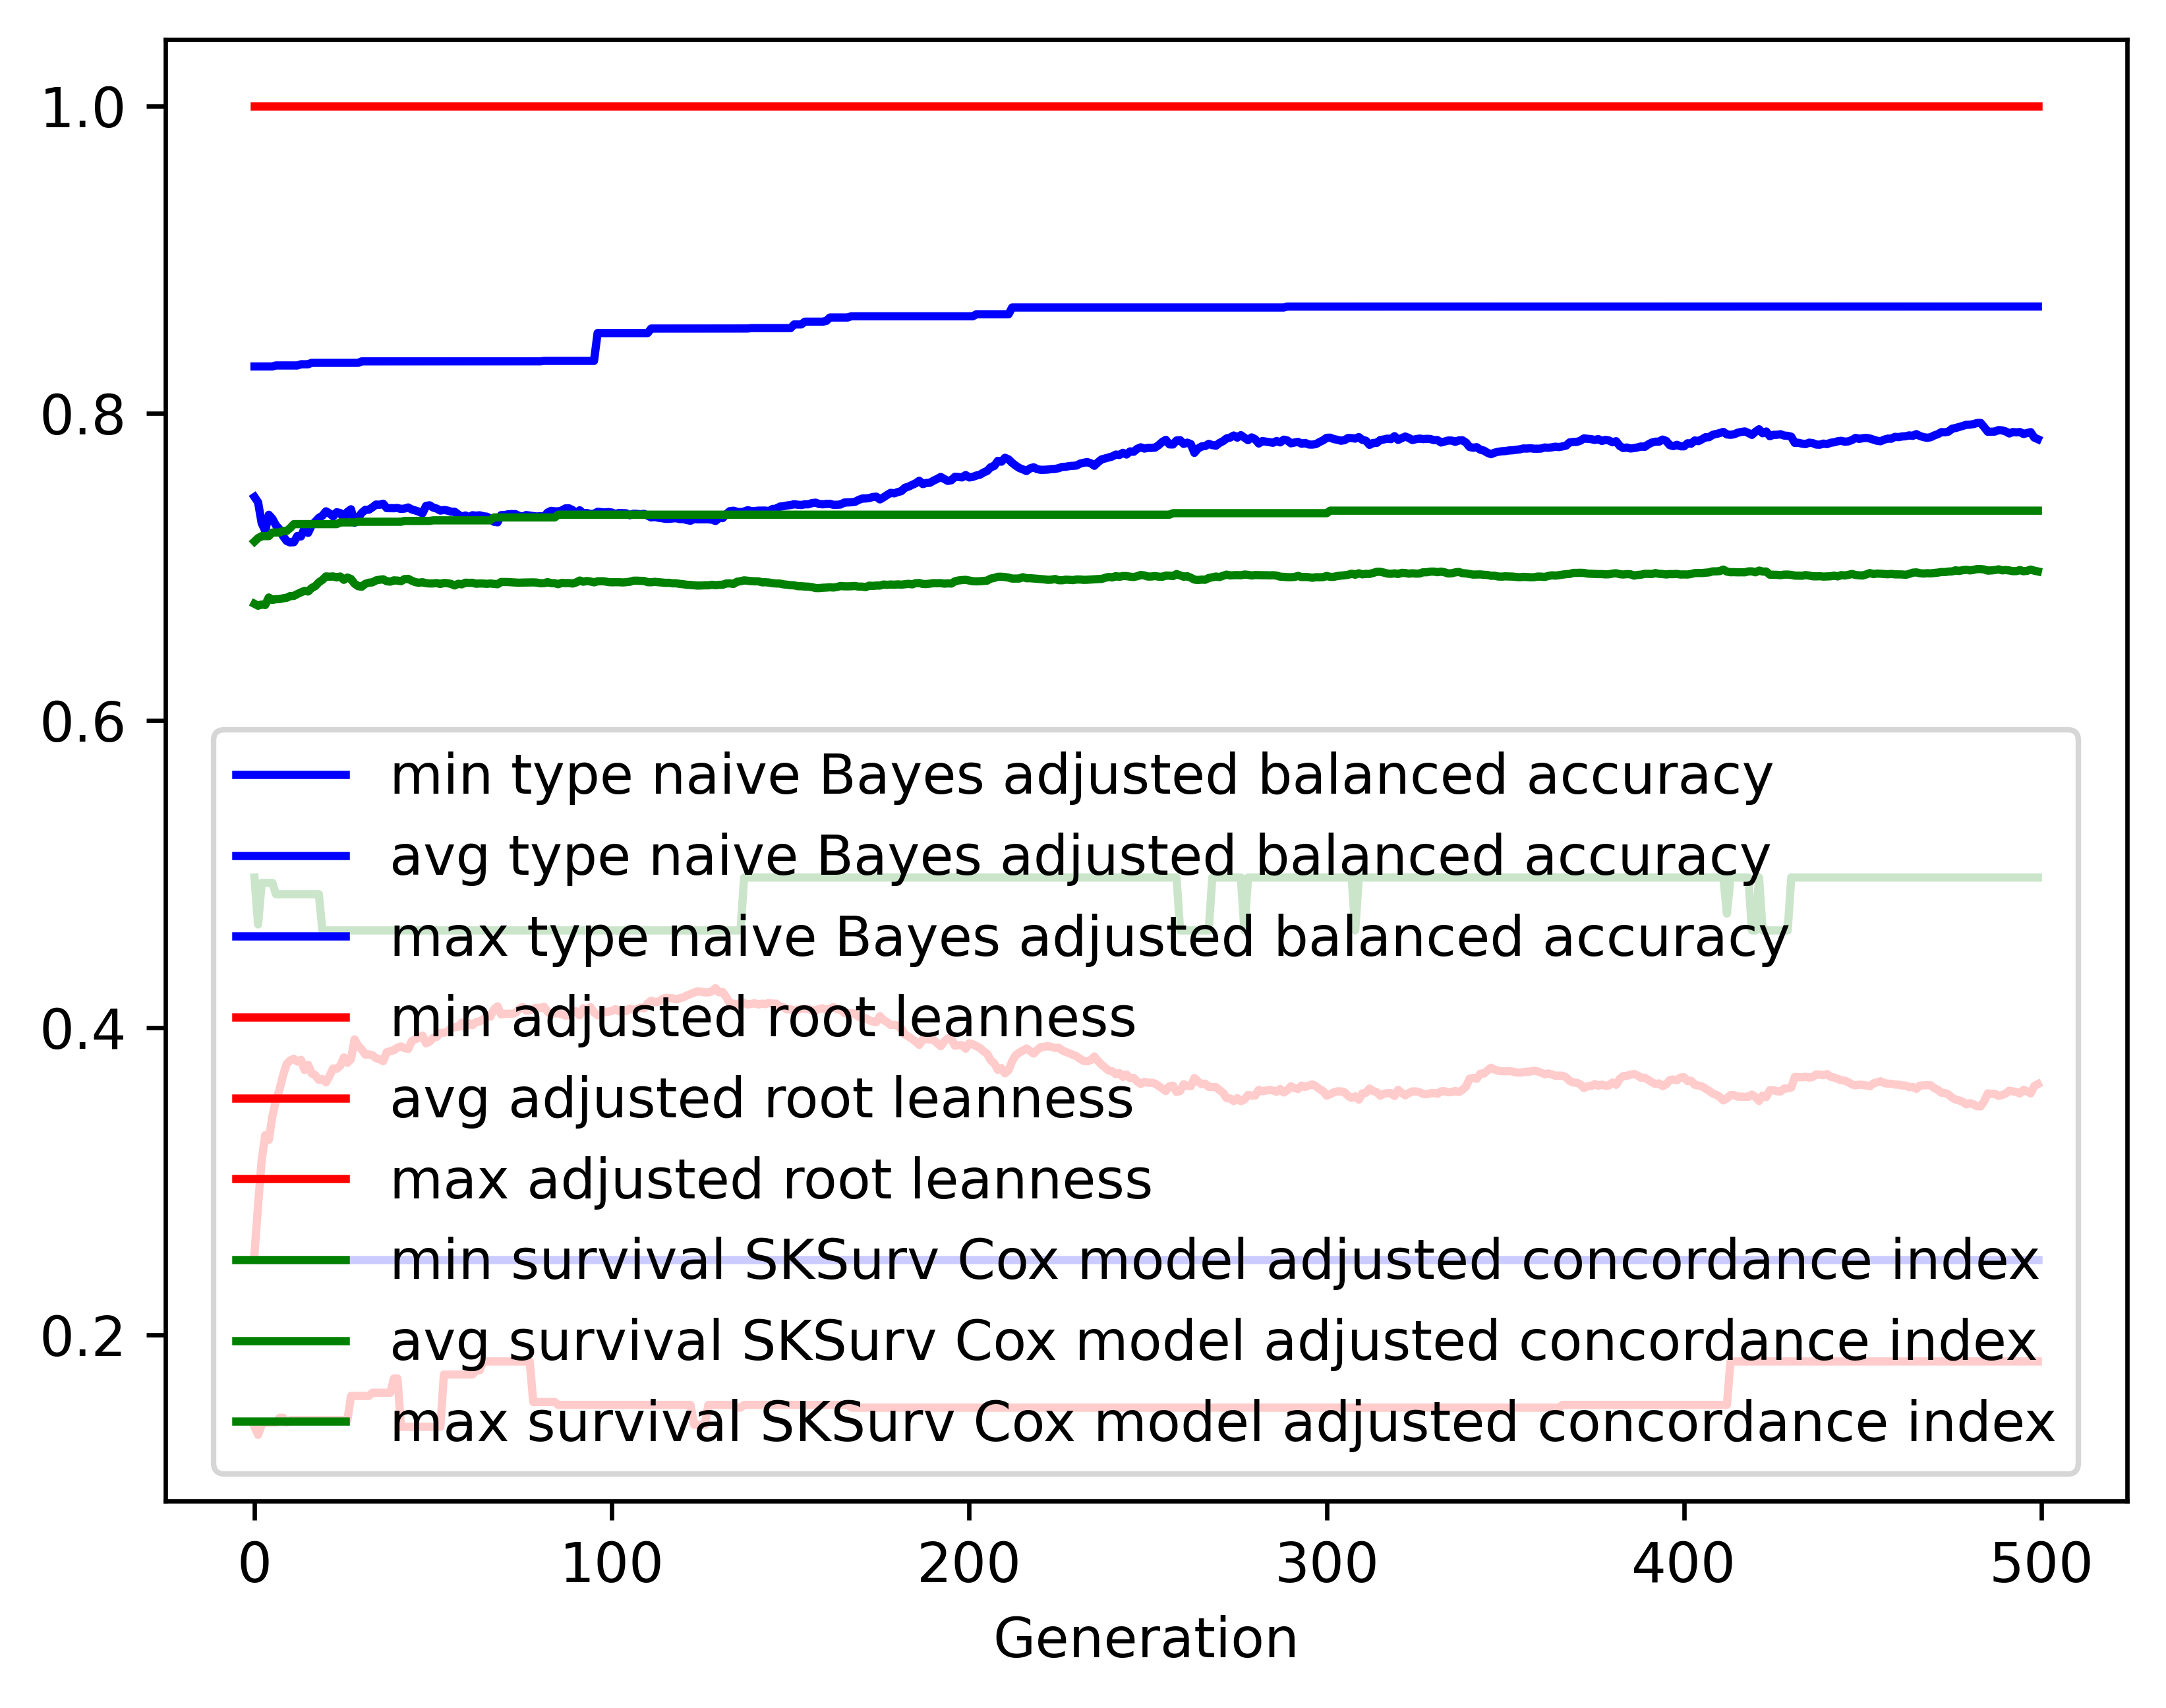 1.0
0.8
0.6
0.4
0.2
min type naive Bayes adjusted balanced accuracy
avg type naive Bayes adjusted balanced accuracy
max type naive Bayes adjusted balanced accuracy
min adjusted root leanness
avg adjusted root leanness
max adjusted root leanness
min survival SKSurv Cox model adjusted concordance index
avg survival SKSurv Cox model adjusted concordance index
max survival SKSurv Cox model adjusted concordance index
0 100 200 300 400 500
Generation